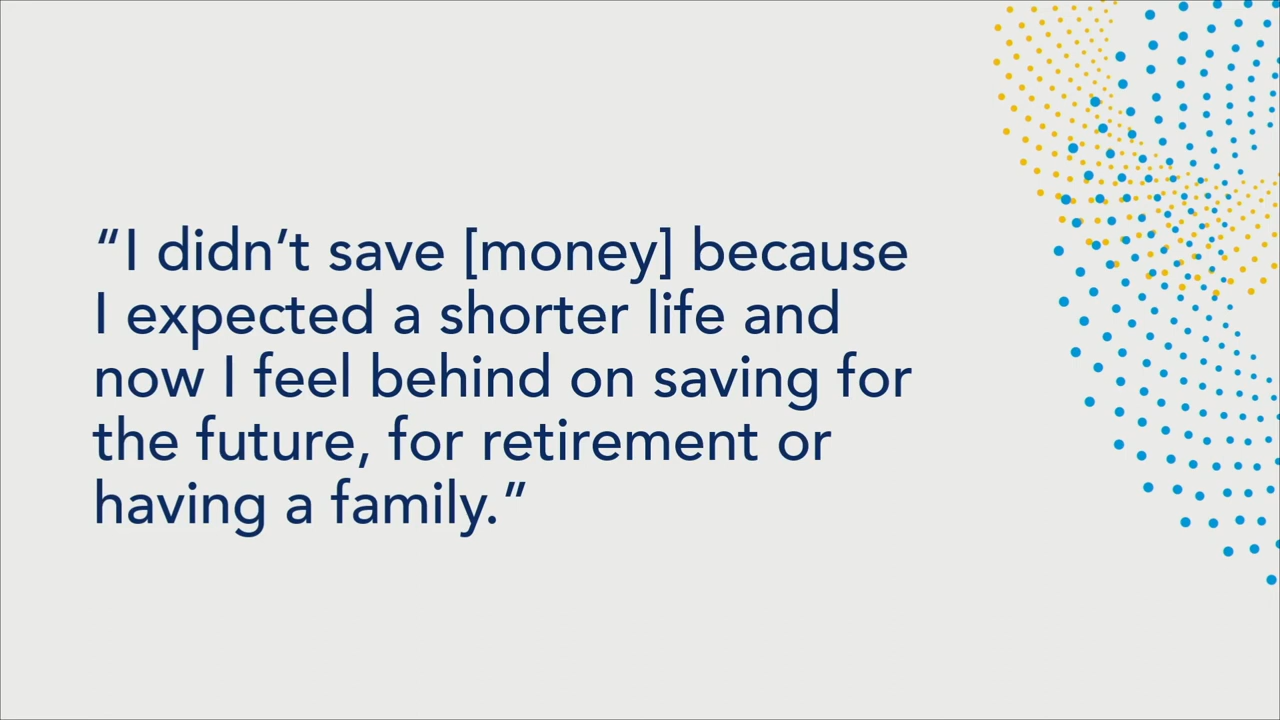 “I didn’t save [money] because
I expected a shorter life and
now I feel behind on saving for
the future, for retirement or
having a family.”